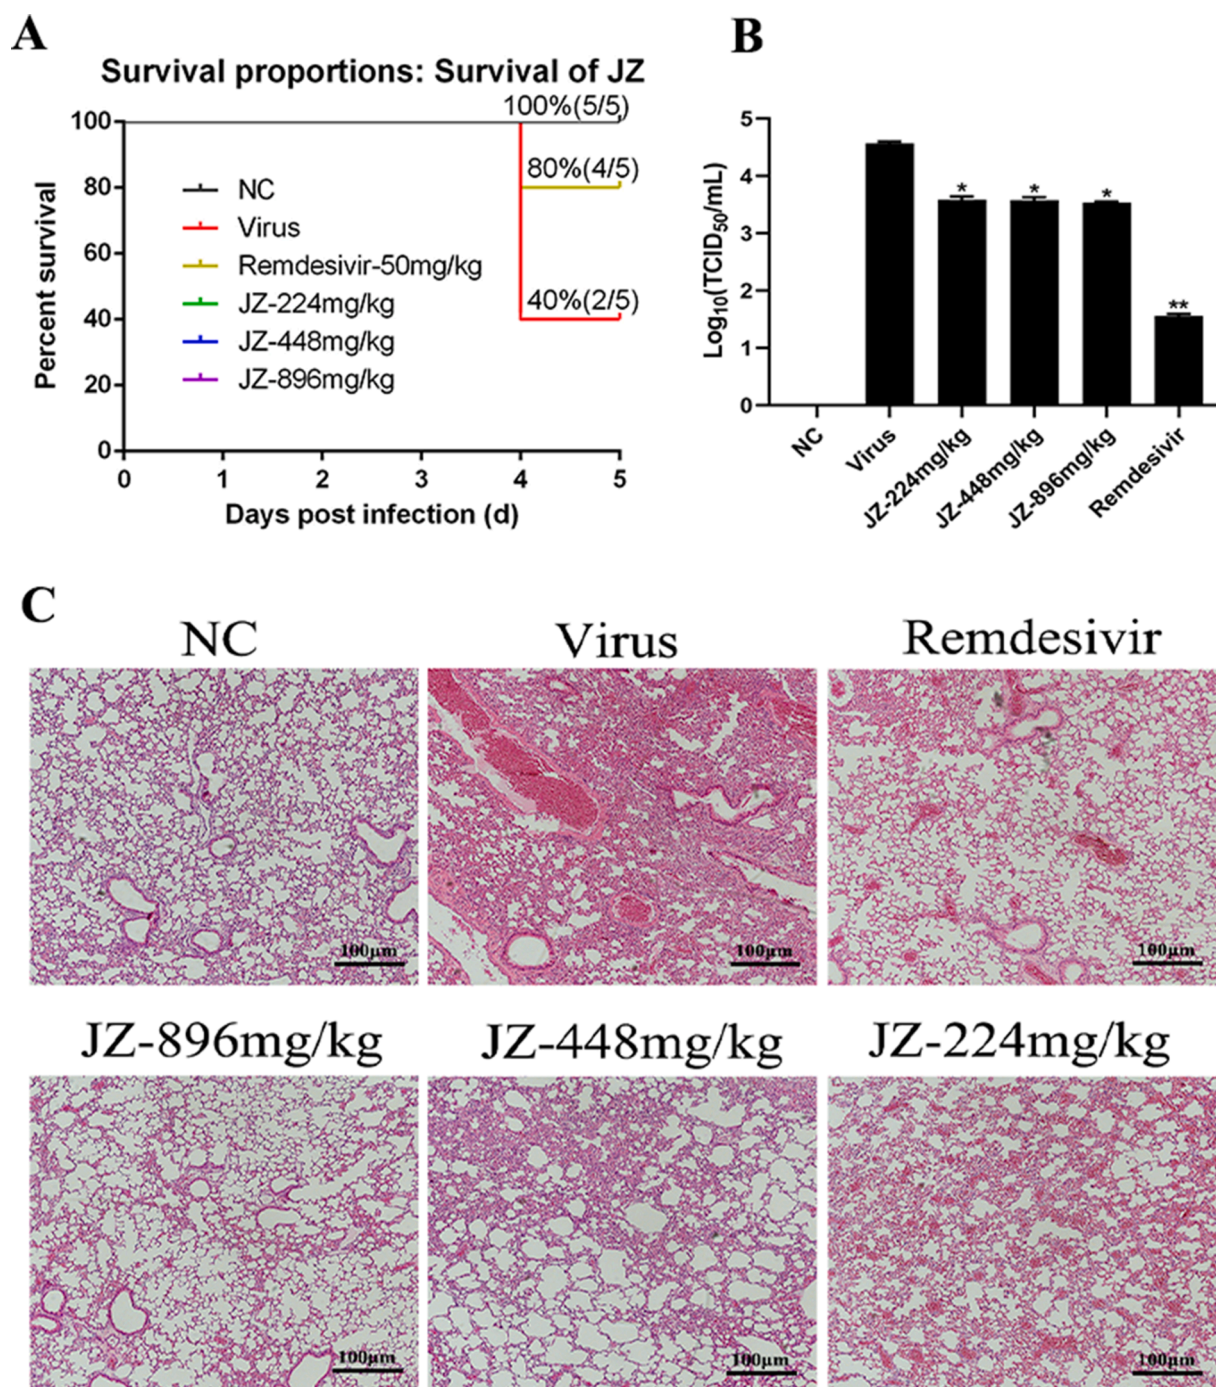 A
Survival proportions: Survival of JZ
100%(5/5)
80%(4/5)
40%(2/5)
100
80
60
40
20
0
Percent survival
NC
Virus
Remdesivir-50mg/kg
JZ-224mg/kg
JZ-448mg/kg
JZ-896mg/kg
0 1 2 3 4 5
Days post infection (d)
B
5
4
3
2
1
0
Log10(TCID50/mL)
* * * **
NC Virus JZ-224mg/kg JZ-448mg/kg JZ-896mg/kg Remdesivir
C
NC Virus Remdesivir
100μm 100μm 100μm
JZ-896mg/kg JZ-448mg/kg JZ-224mg/kg
100μm 100μm 100μm